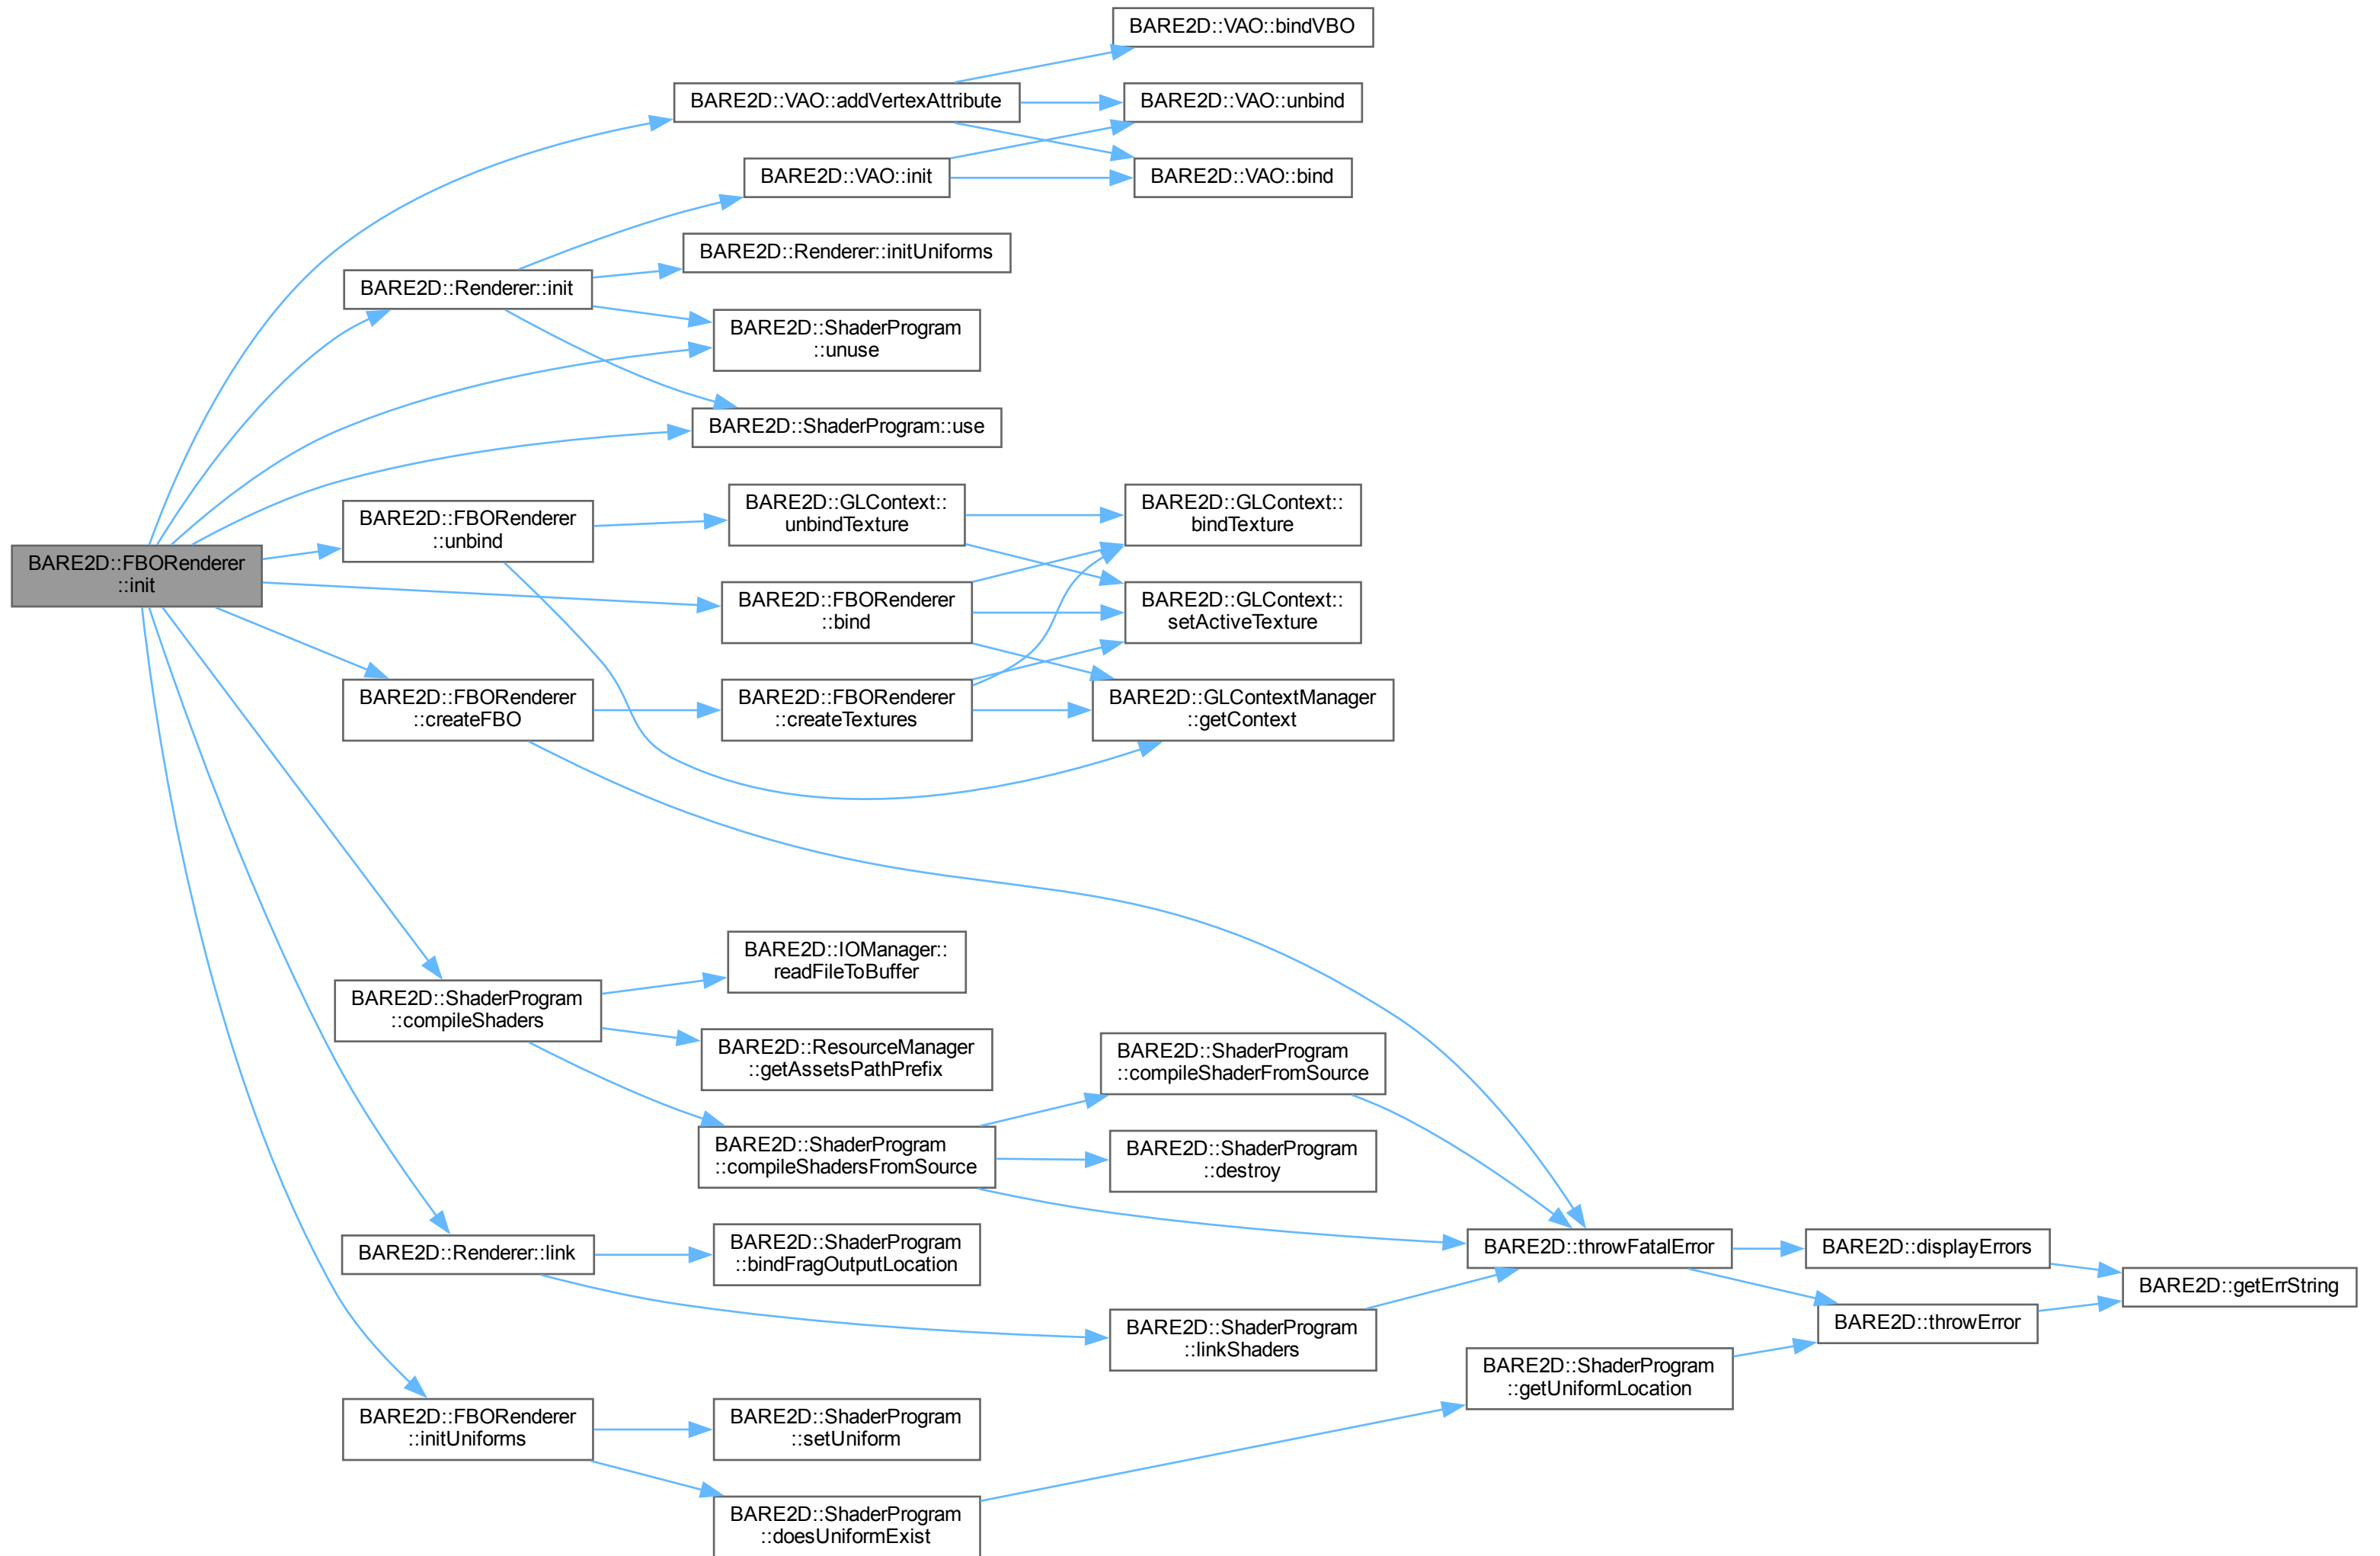 BARE2D::VAO::bindVBO
BARE2D::VAO::addVertexAttribute
BARE2D::VAO::unbind
BARE2D::VAO::init
BARE2D::VAO::bind
BARE2D::Renderer::initUniforms
BARE2D::Renderer::init
BARE2D::ShaderProgram
::unuse
BARE2D::ShaderProgram::use
BARE2D::FBORenderer
::unbind
BARE2D::GLContext::
unbindTexture
BARE2D::GLContext::
bindTexture
BARE2D::FBORenderer
::init
BARE2D::FBORenderer
::bind
BARE2D::GLContext::
setActiveTexture
BARE2D::FBORenderer
::createFBO
BARE2D::FBORenderer
::createTextures
BARE2D::GLContextManager
::getContext
BARE2D::IOManager::
readFileToBuffer
BARE2D::ShaderProgram
::compileShaders
BARE2D::ResourceManager
::getAssetsPathPrefix
BARE2D::ShaderProgram
::compileShaderFromSource
BARE2D::ShaderProgram
::compileShadersFromSource
BARE2D::ShaderProgram
::destroy
BARE2D::Renderer::link
BARE2D::ShaderProgram
::bindFragOutputLocation
BARE2D::throwFatalError
BARE2D::displayErrors
BARE2D::getErrString
BARE2D::ShaderProgram
::linkShaders
BARE2D::throwError
BARE2D::ShaderProgram
::getUniformLocation
BARE2D::FBORenderer
::initUniforms
BARE2D::ShaderProgram
::setUniform
BARE2D::ShaderProgram
::doesUniformExist